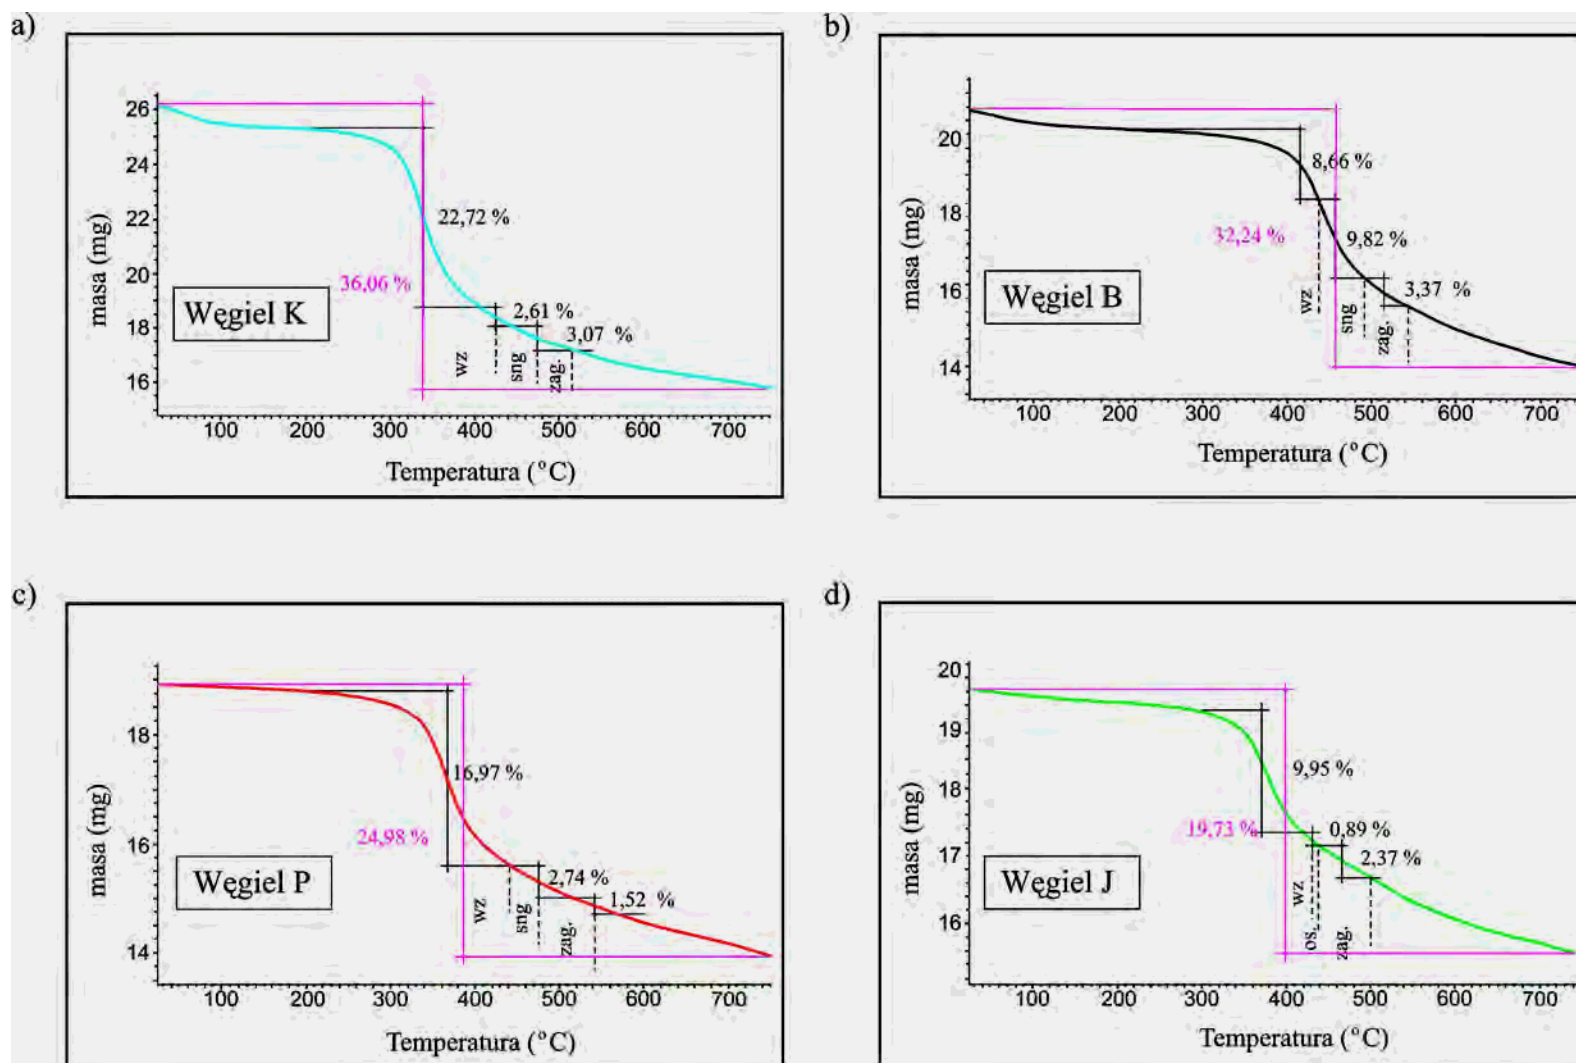 a)
26
24
22
20
18
16
masa (mg)
22,72 %
36,06 %
2,61 %
3,07 %
Węgiel K
wz
sng
zag.
100 200 300 400 500 600 700
Temperatura (°C)
b)
20
18
16
14
masa (mg)
8,66 %
32,24 %
9,82 %
3,37 %
Węgiel B
wz
sng
zag.
100 200 300 400 500 600 700
Temperatura (°C)
c)
18
16
14
masa (mg)
16,97 %
24,98 %
2,74 %
1,52 %
Węgiel P
wz
sng
zag.
100 200 300 400 500 600 700
Temperatura (°C)
d)
20
19
18
17
16
masa (mg)
9,95 %
19,73 %
0,89 %
2,37 %
Węgiel J
wz
os.
zag.
100 200 300 400 500 600 700
Temperatura (°C)